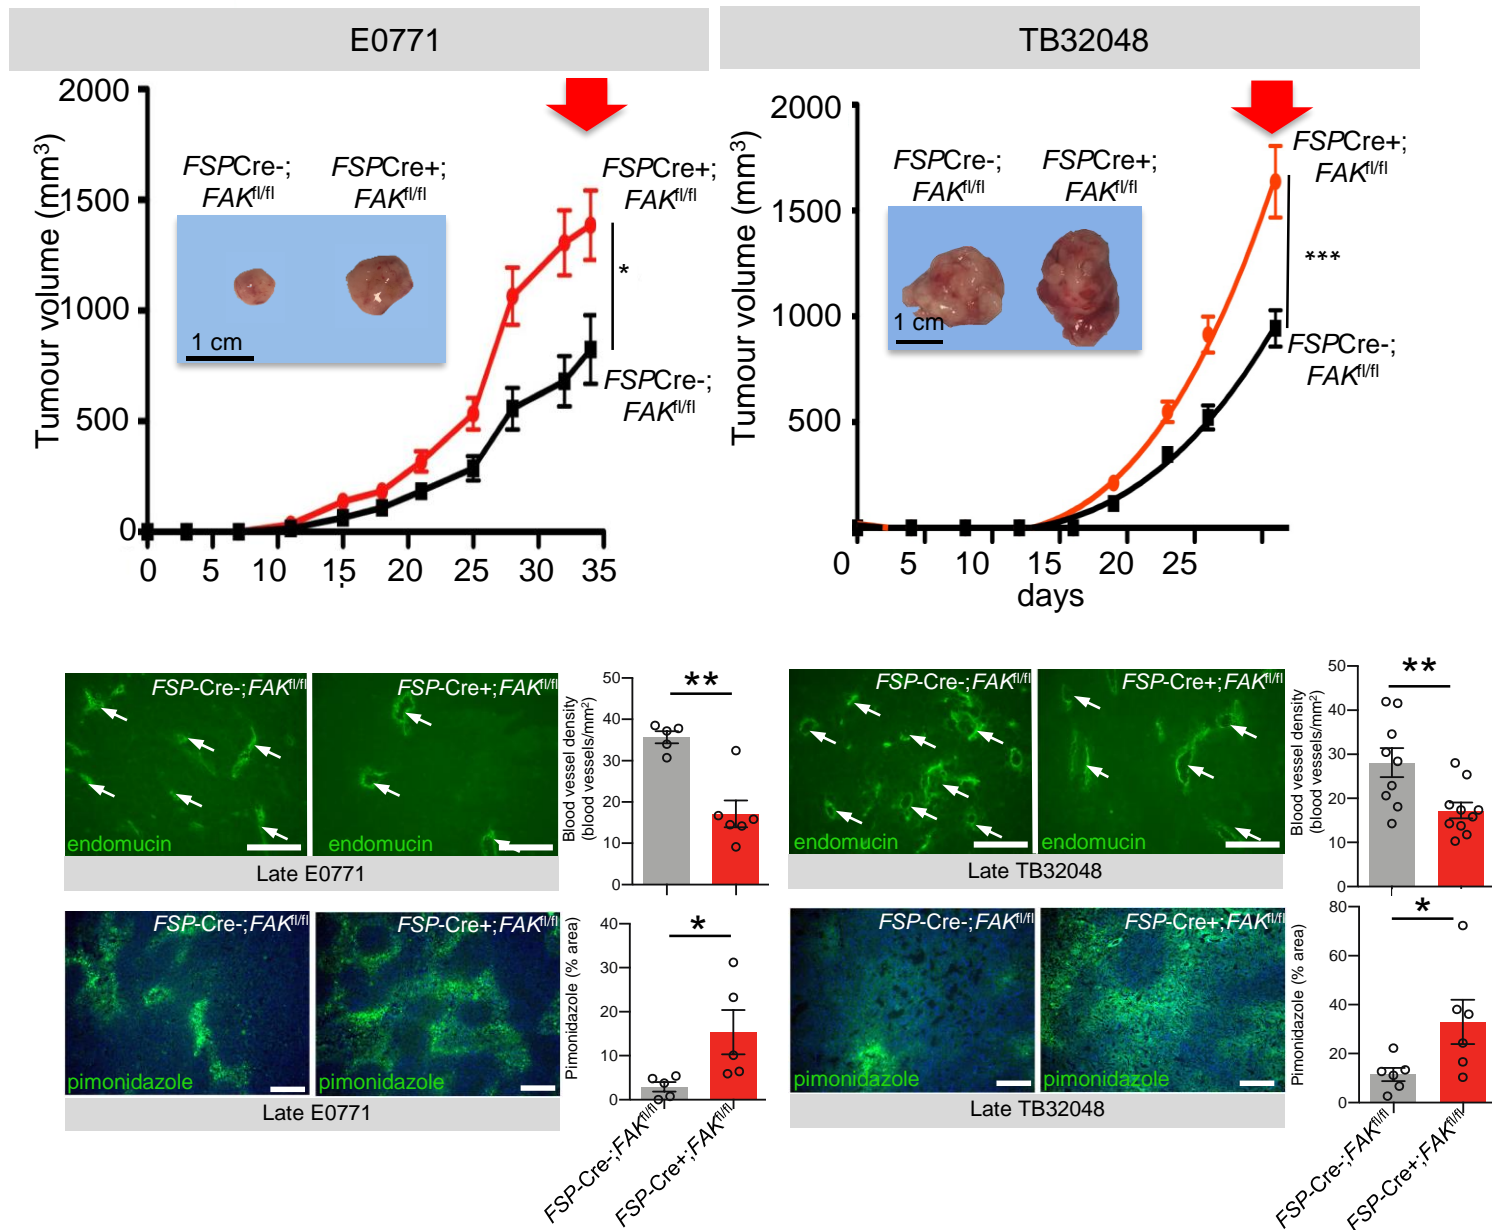 E0771
TB32048
Tumour volume (mm³)
2000
1500
1000
500
0
0 5 10 15 20 25 30 35
FSPCre-;
FAKfl/fl
FSPCre+;
FAKfl/fl
1 cm
FSPCre+;
FAKfl/fl
*
FSPCre-;
FAKfl/fl
Tumour volume (mm³)
2000
1500
1000
500
0 5 10 15 20 25
days
FSPCre-;
FAKfl/fl
FSPCre+;
FAKfl/fl
1 cm
FSPCre+;
FAKfl/fl
***
FSPCre-;
FAKfl/fl
FSP-Cre-;FAKfl/fl
endomucin
FSP-Cre+;FAKfl/fl
endomucin
Late E0771
Blood vessel density
(blood vessels/mm²)
50
40
30
20
10
0
**
FSP-Cre-;FAKfl/fl
endomucin
FSP-Cre+;FAKfl/fl
endomucin
Late TB32048
Blood vessel density
(blood vessels/mm²)
50
40
30
20
10
0
**
FSP-Cre-;FAKfl/fl
pimonidazole
FSP-Cre+;FAKfl/fl
pimonidazole
Late E0771
Pimonidazole (% area)
40
30
20
10
0
*
FSP-Cre-;FAKfl/fl
FSP-Cre+;FAKfl/fl
FSP-Cre-;FAKfl/fl
pimonidazole
FSP-Cre+;FAKfl/fl
pimonidazole
Late TB32048
Pimonidazole (% area)
80
60
40
20
0
*
FSP-Cre-;FAKfl/fl
FSP-Cre+;FAKfl/fl